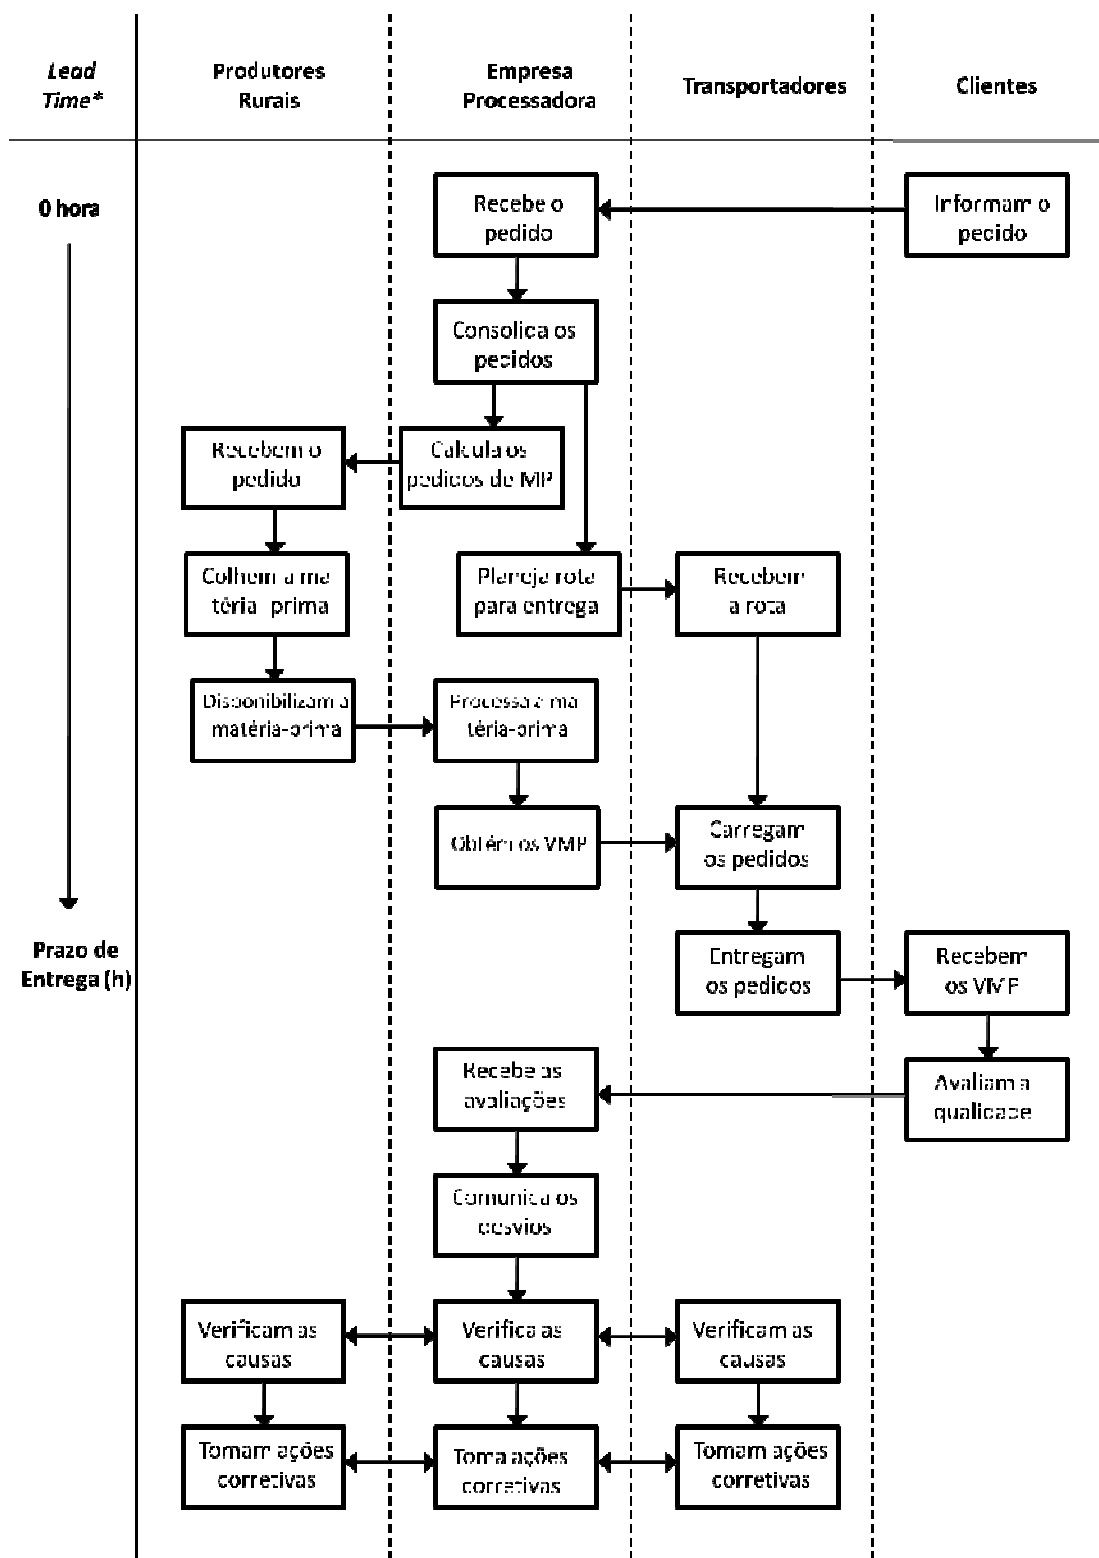 Lead
Time*
Produtores
Rurais
Empresa
Processadora
Transportadores
Clientes
0 hora
Recebe o
pedido
Informam o
pedido
Consolida os
pedidos
Recebem o
pedido
Calcula os
pedidos de MP
Colhem a ma
téria-prima
Planeja rota
para entrega
Recebem
a rota
Disponibilizam a
matéria-prima
Processa a ma
téria-prima
Obtém os VMP
Carregam
os pedidos
Prazo de
Entrega (h)
Entregam
os pedidos
Recebem
os VMP
Recebe as
avaliações
Avaliam a
qualidade
Comunica os
desvios
Verificam as
causas
Verifica as
causas
Verificam as
causas
Tomam ações
corretivas
Toma ações
corretivas
Tomam ações
corretivas